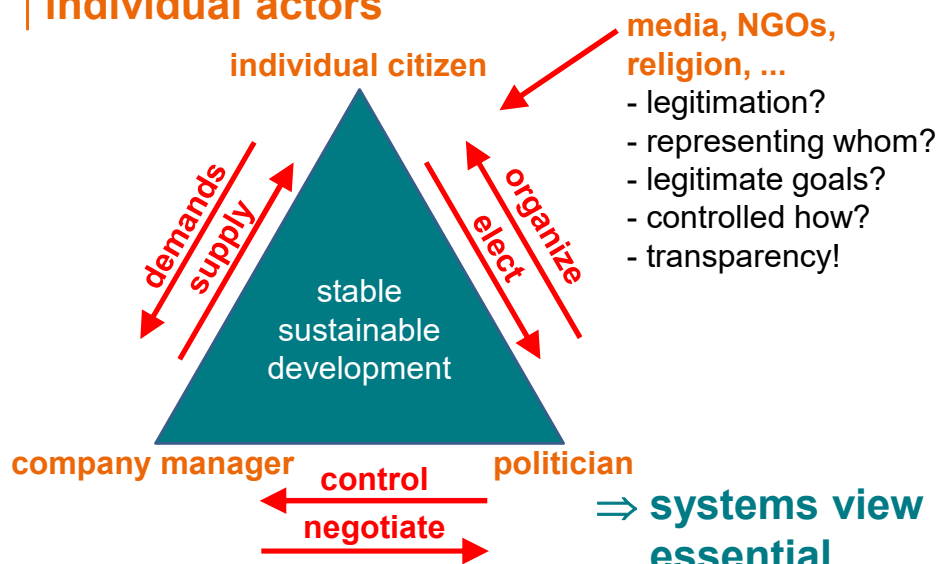 individual actors
media, NGOs,
religion, ...
individual citizen
- legitimation?
- representing whom?
- legitimate goals?
- controlled how?
- transparency!
demands
supply
elect
organize
stable
sustainable
development
company manager
politician
control
negotiate
⇒ systems view
essential